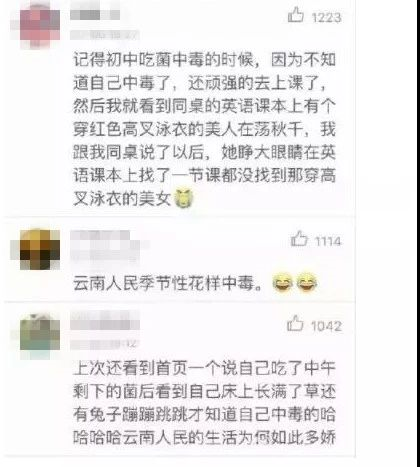 1223
记得初中吃菌中毒的时候，因为不知
道自己中毒了，还顽强的去上课了，
然后我就看到同桌的英语课本上有个
穿红色高叉泳衣的美人在荡秋千，我
跟我同桌说了以后，她睁大眼睛在英
语课本上找了一节课都没找到那穿高
叉泳衣的美女
1114
云南人民季节性花样中毒。
1042
上次还看到首页一个说自己吃了中午
剩下的菌后看到自己床上长满了草还
有兔子蹦蹦跳跳才知道自己中毒的哈
哈哈哈哈云南人民的生活为何如此多娇